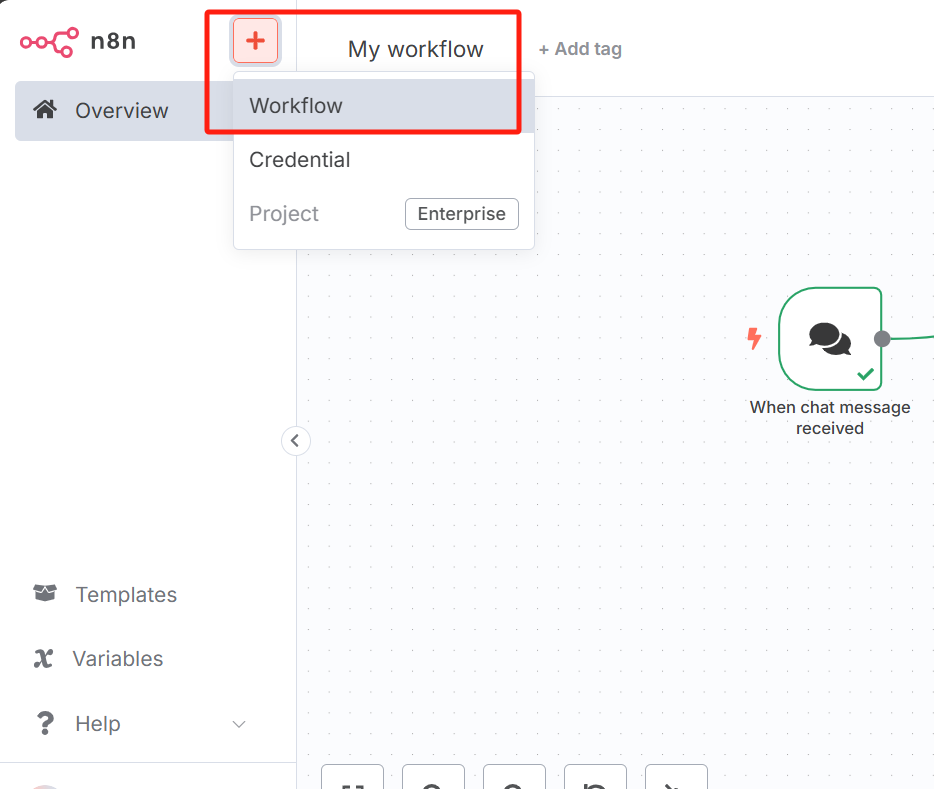 n8n
My workflow
+ Add tag
Overview
Workflow
Credential
Project
Enterprise
When chat message
received
Templates
Variables
Help